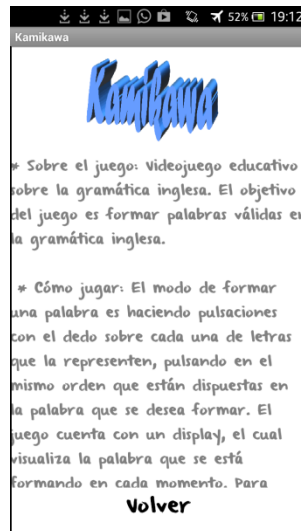 52% 19:12
Kamikawa
Kamikawa
* Sobre el juego: Videojuego educativo
sobre la gramática inglesa. El objetivo
del juego es formar palabras válidas en
la gramática inglesa.
* Cómo jugar: El modo de formar
una palabra es haciendo pulsaciones
con el dedo sobre cada una de letras
que la representen, pulsando en el
mismo orden que están dispuestas en
la palabra que se desea formar. El
juego cuenta con un display, el cual
visualiza la palabra que se está
formando en cada momento. Para
Volver